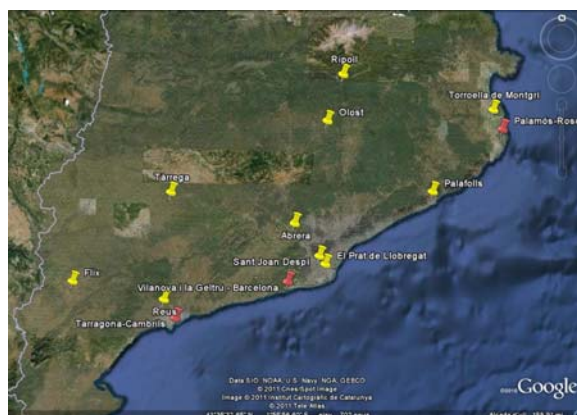 N
Ripoll
Torroella de Montgrí
Olost
Palamós-Rose
Tàrrega
Palafolls
Abrera
El Prat de Llobregat
Sant Joan Despí
Flix
Vilanova i la Geltrú - Barcelona
Reus
Tarragona-Cambrils
Data SIO, NOAA, U.S. Navy, NGA, GEBCO
© 2011 Cnes/Spot Image
Image © 2011 Institut Cartogràfic de Catalunya
© 2011 Tele Atlas
Google